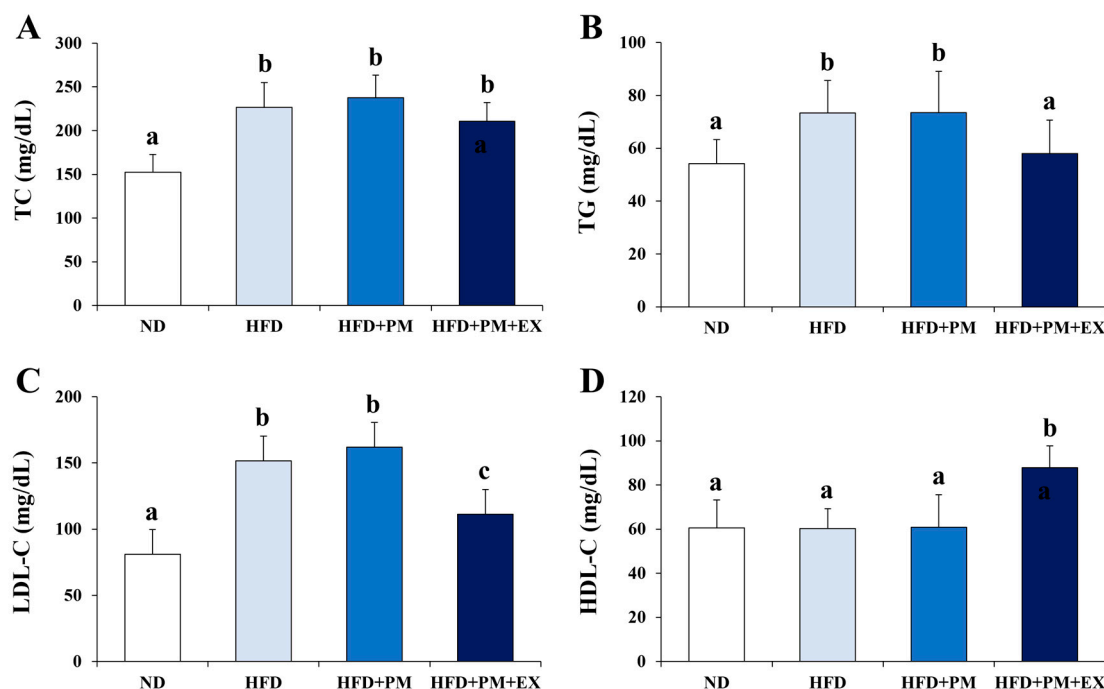 A
TC (mg/dL)
300
250
200
150
100
50
0
a
b
b
b
a
ND
HFD
HFD+PM
HFD+PM+EX
B
TG (mg/dL)
100
80
60
40
20
0
a
b
b
a
ND
HFD
HFD+PM
HFD+PM+EX
C
LDL-C (mg/dL)
200
150
100
50
0
a
b
b
c
ND
HFD
HFD+PM
HFD+PM+EX
D
HDL-C (mg/dL)
120
100
80
60
40
20
0
a
a
a
b
a
ND
HFD
HFD+PM
HFD+PM+EX